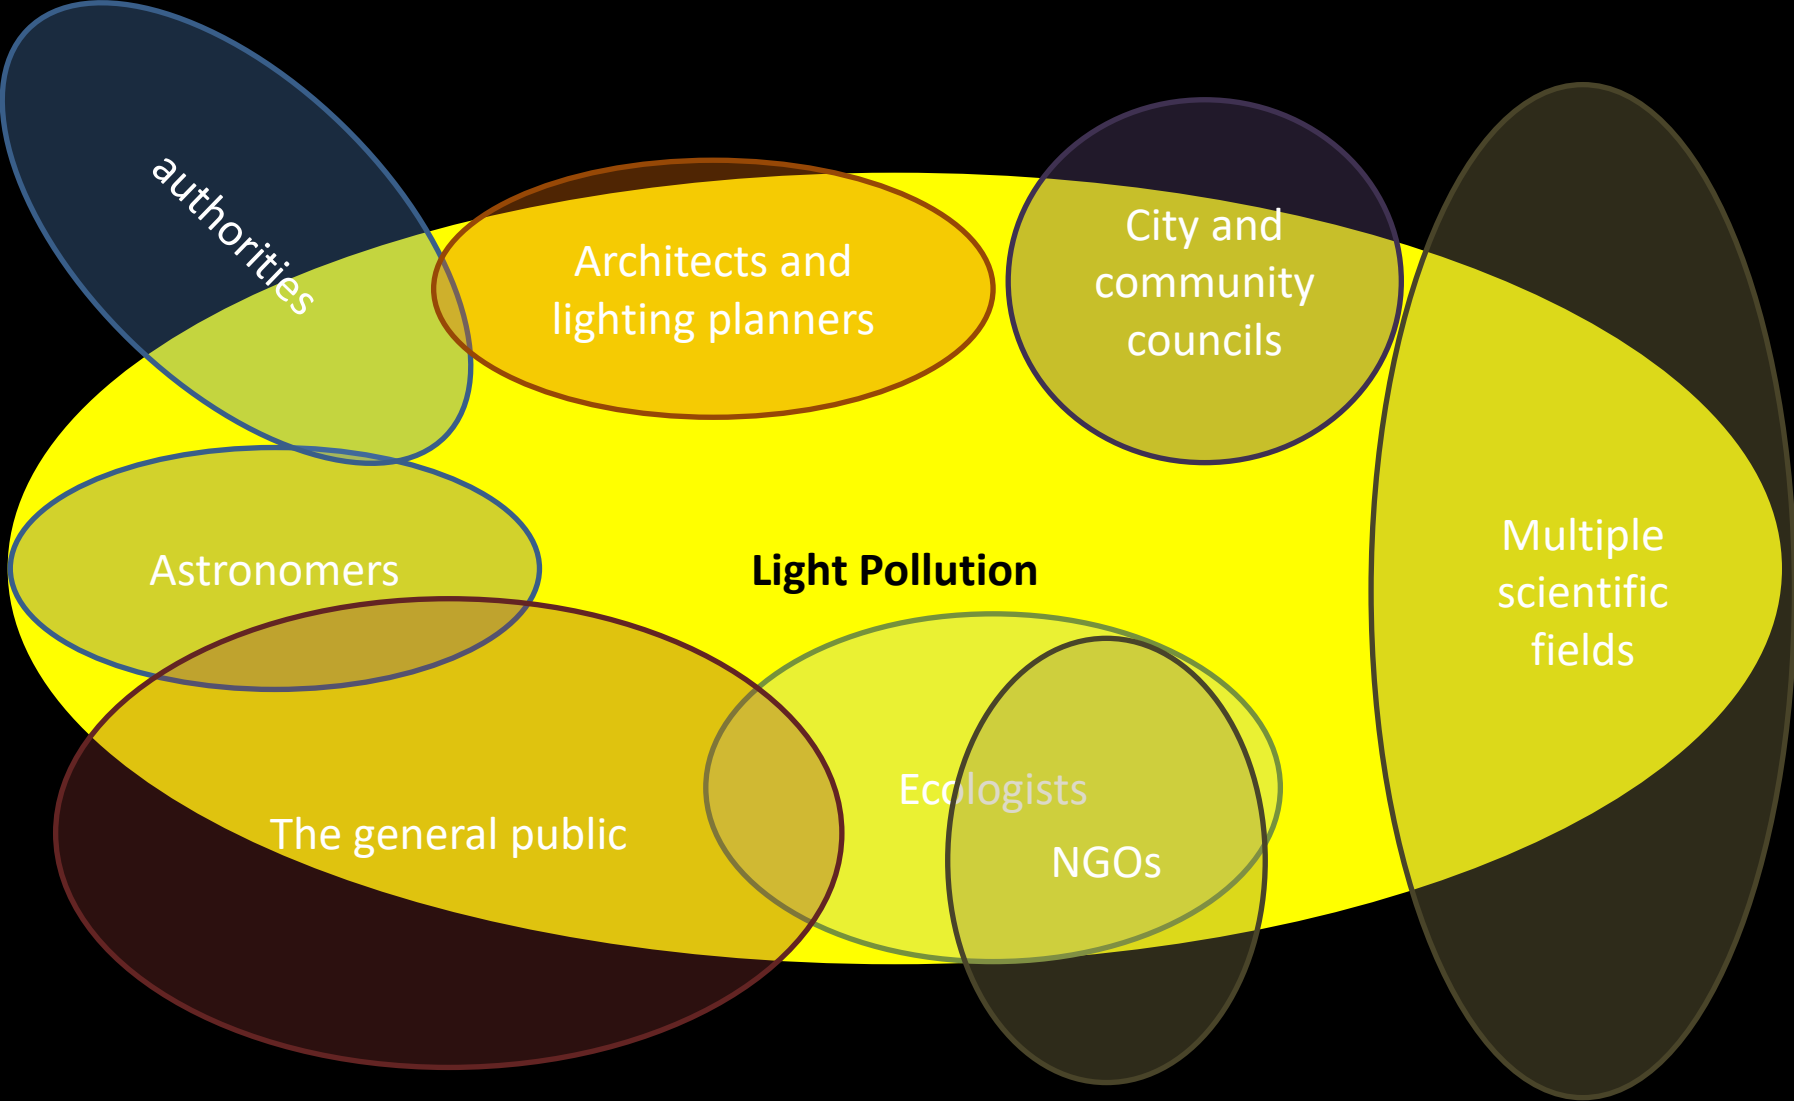 authorities
Architects and
lighting planners
City and
community
councils
Astronomers
Light Pollution
Multiple
scientific
fields
Ecologists
The general public
NGOs